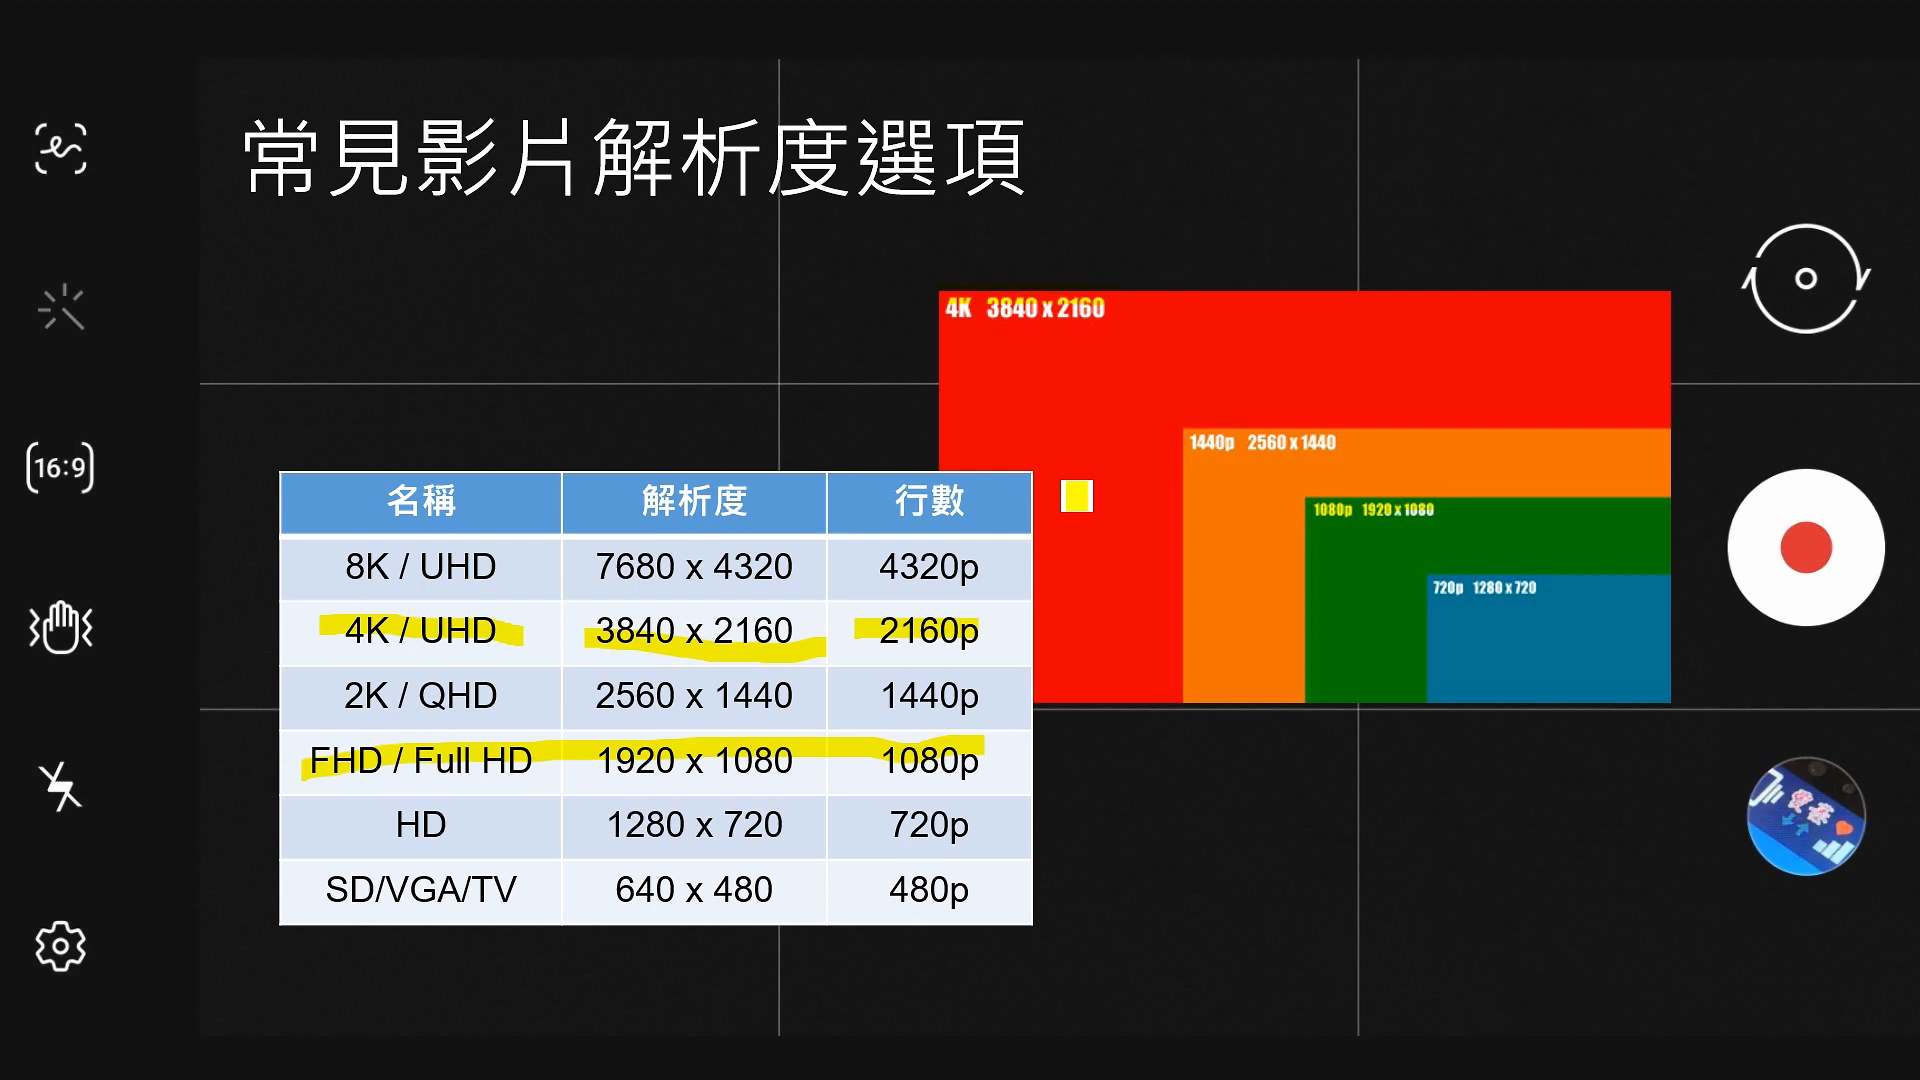 常見影片解析度選項
16:9
4K 3840 x 2160
1440p 2560 x 1440
1080p 1920 x 1080
720p 1280 x 720
名稱 解析度 行數
8K / UHD 7680 x 4320 4320p
4K / UHD 3840 x 2160 2160p
2K / QHD 2560 x 1440 1440p
FHD / Full HD 1920 x 1080 1080p
HD 1280 x 720 720p
SD/VGA/TV 640 x 480 480p